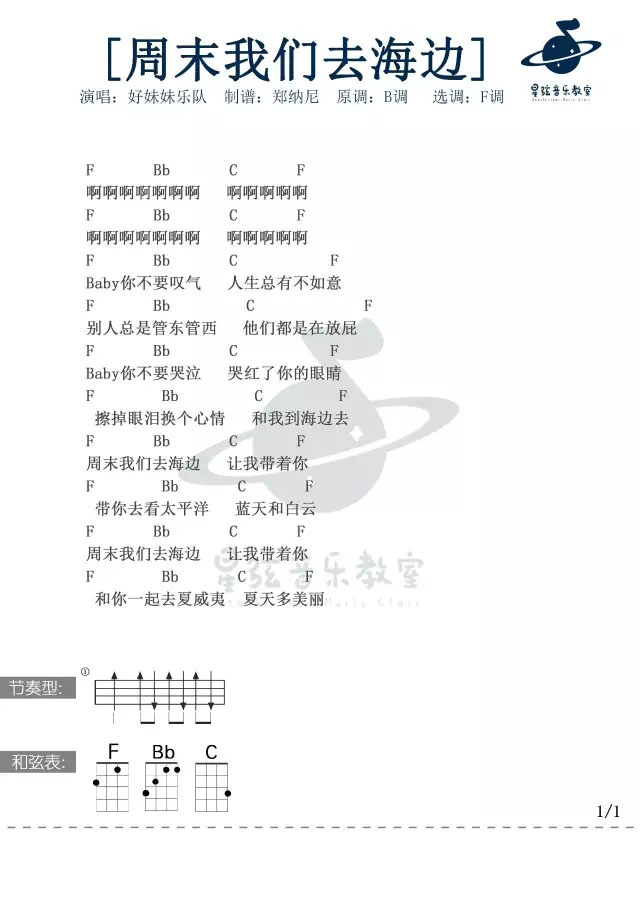 [周末我们去海边]
星弦音乐教室
演唱：好妹妹乐队 制谱：郑纳尼 原调：B调 选调：F调
F Bb C F
啊啊啊啊啊啊啊 啊啊啊啊啊
F Bb C F
啊啊啊啊啊啊啊 啊啊啊啊啊
F Bb C F
Baby你不要叹气 人生总有不如意
F Bb C F
别人总是管东管西 他们都是在放屁
F Bb C F
Baby你不要哭泣 哭红了你的眼睛
F Bb C F
擦掉眼泪换个心情 和我到海边去
F Bb C F
周末我们去海边 让我带着你
F Bb C F
带你去看太平洋 蓝天和白云
F Bb C F
周末我们去海边 让我带着你
星弦音乐教室
F Bb C F
和你一起去夏威夷 夏天多美丽
节奏型: ①
和弦表: F Bb C
1/1